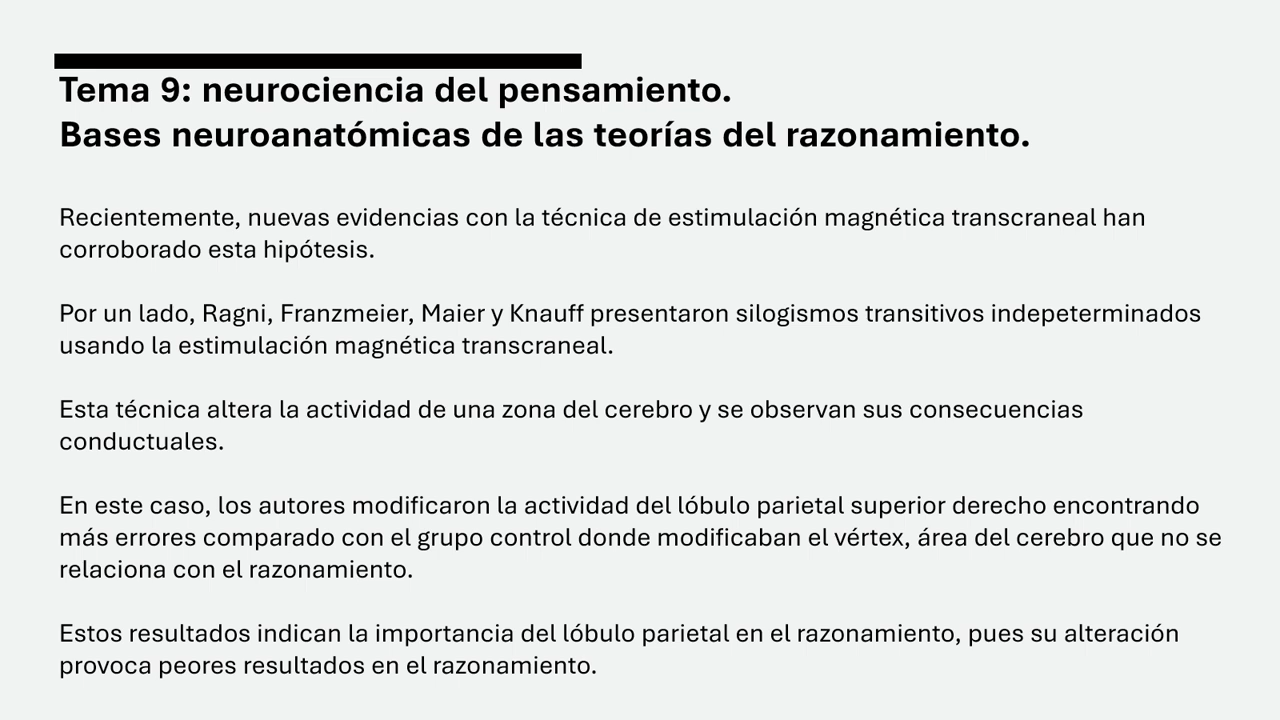 Tema 9: neurociencia del pensamiento.
Bases neuroanatómicas de las teorías del razonamiento.
Recientemente, nuevas evidencias con la técnica de estimulación magnética transcraneal han
corroborado esta hipótesis.
Por un lado, Ragni, Franzmeier, Maier y Knauff presentaron silogismos transitivos indepeterminados
usando la estimulación magnética transcraneal.
Esta técnica altera la actividad de una zona del cerebro y se observan sus consecuencias
conductuales.
En este caso, los autores modificaron la actividad del lóbulo parietal superior derecho encontrando
más errores comparado con el grupo control donde modificaban el vértex, área del cerebro que no se
relaciona con el razonamiento.
Estos resultados indican la importancia del lóbulo parietal en el razonamiento, pues su alteración
provoca peores resultados en el razonamiento.